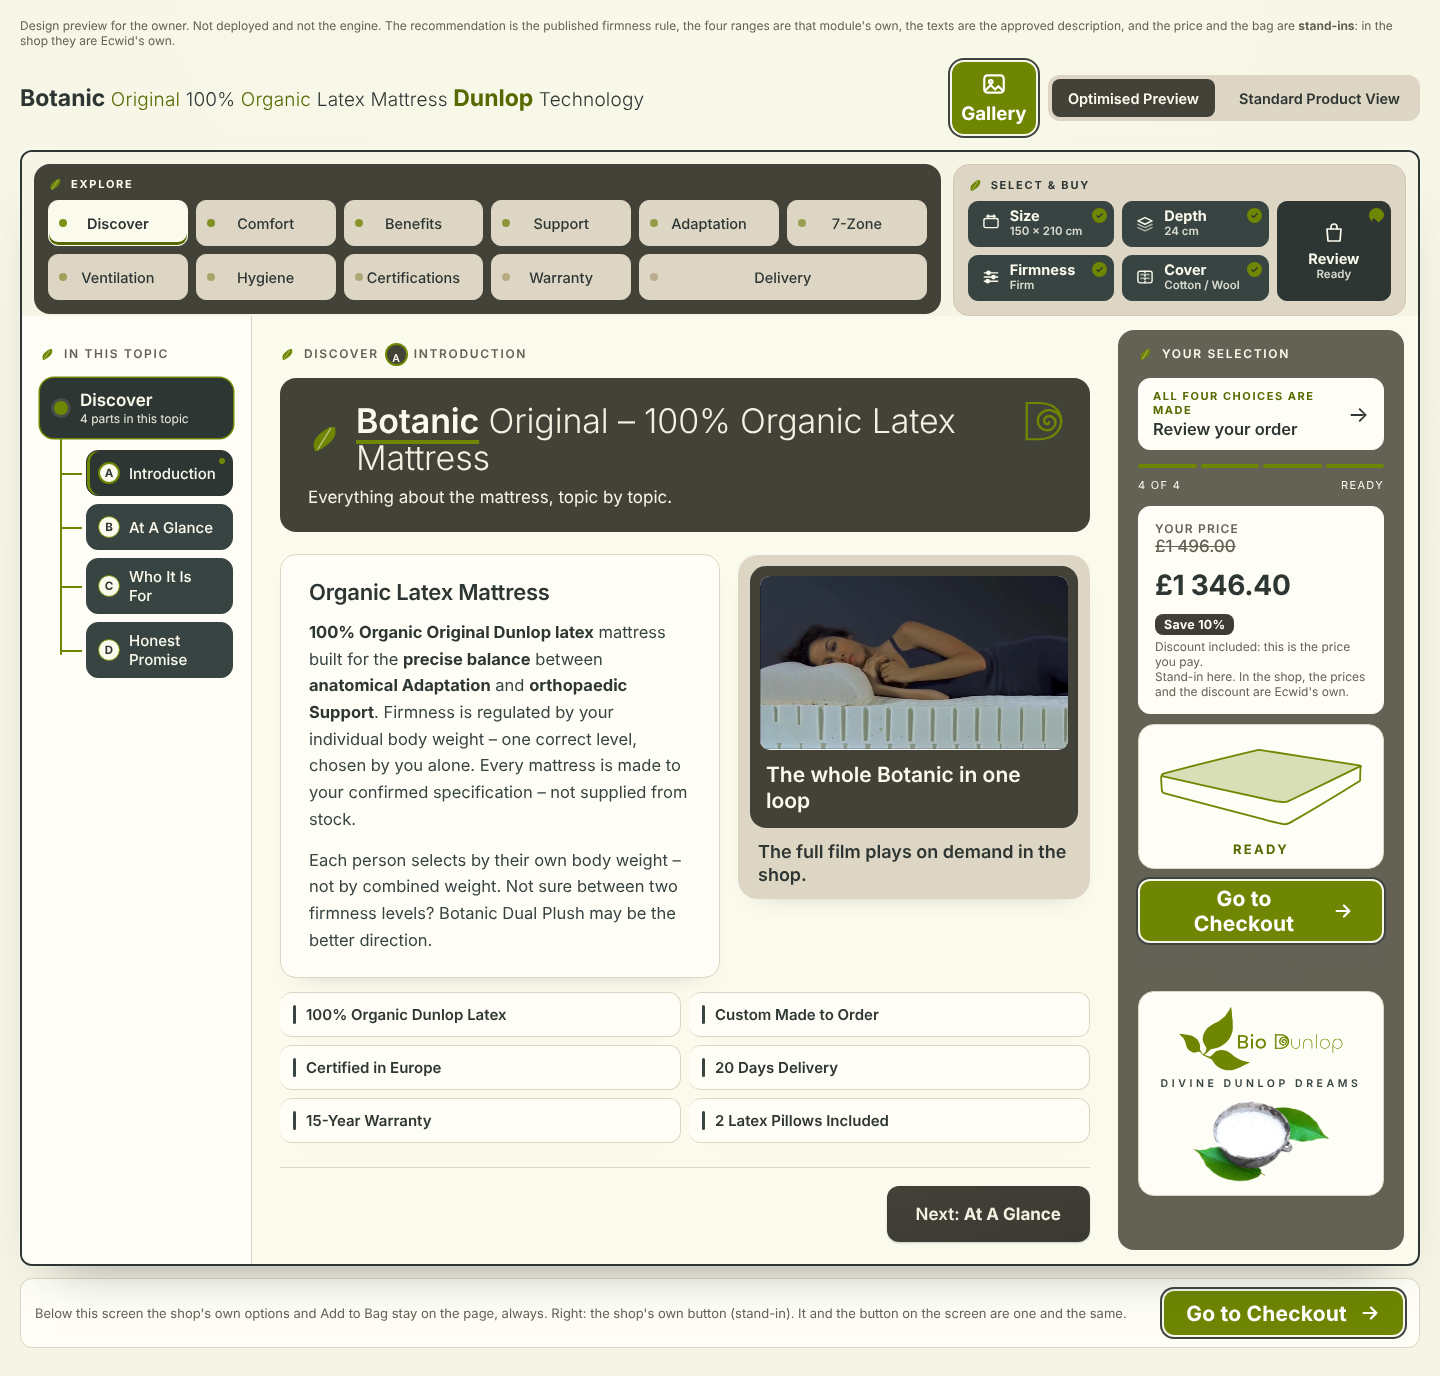 Design preview for the owner. Not deployed and not the engine. The recommendation is the published firmness rule, the four ranges are that module's own, the texts are the approved description, and the price and the bag are stand-ins: in the
shop they are Ecwid's own.
Botanic Original 100% Organic Latex Mattress Dunlop Technology
Gallery
Optimised Preview
Standard Product View
EXPLORE
Discover
Comfort
Benefits
Support
Adaptation
7-Zone
Ventilation
Hygiene
Certifications
Warranty
Delivery
SELECT & BUY
Size
150 × 210 cm
Depth
24 cm
Firmness
Firm
Cover
Cotton / Wool
Review
Ready
IN THIS TOPIC
Discover
4 parts in this topic
A Introduction
B At A Glance
C Who It Is
For
D Honest
Promise
DISCOVER A INTRODUCTION
Botanic Original – 100% Organic Latex
Mattress
Everything about the mattress, topic by topic.
Organic Latex Mattress
100% Organic Original Dunlop latex mattress
built for the precise balance between
anatomical Adaptation and orthopaedic
Support. Firmness is regulated by your
individual body weight – one correct level,
chosen by you alone. Every mattress is made to
your confirmed specification – not supplied from
stock.
Each person selects by their own body weight –
not by combined weight. Not sure between two
firmness levels? Botanic Dual Plush may be the
better direction.
The whole Botanic in one
loop
The full film plays on demand in the
shop.
100% Organic Dunlop Latex
Custom Made to Order
Certified in Europe
20 Days Delivery
15-Year Warranty
2 Latex Pillows Included
Next: At A Glance
YOUR SELECTION
ALL FOUR CHOICES ARE
MADE
Review your order
4 OF 4
READY
YOUR PRICE
£1 496.00
£1 346.40
Save 10%
Discount included: this is the price
you pay.
Stand-in here. In the shop, the prices
and the discount are Ecwid's own.
READY
Go to
Checkout
Bio Dunlop
DIVINE DUNLOP DREAMS
Below this screen the shop's own options and Add to Bag stay on the page, always. Right: the shop's own button (stand-in). It and the button on the screen are one and the same.
Go to Checkout